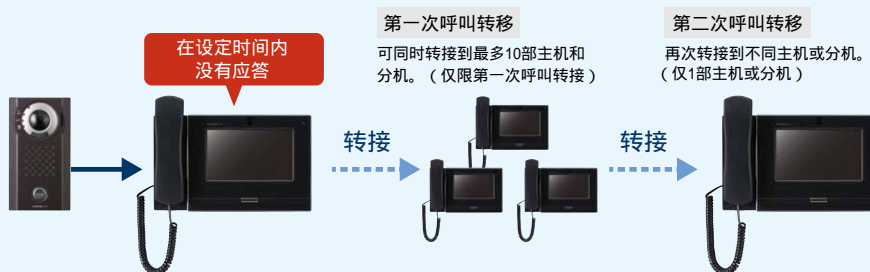 在设定时间内
没有应答
第一次呼叫转移
可同时转接到最多10部主机和
分机。（仅限第一次呼叫转接）
第二次呼叫转移
再次转接到不同主机或分机。
（仅1部主机或分机）
转接
转接